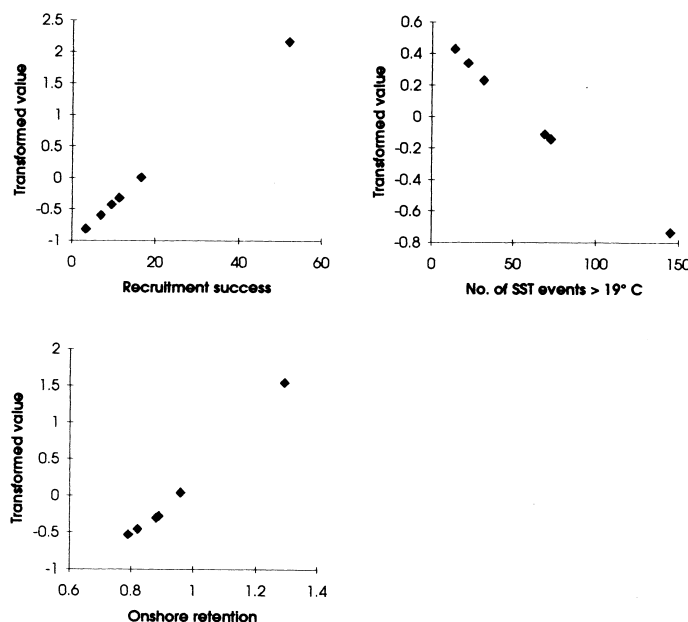 2.5
2
1.5
1
0.5
0
-0.5
-1
Transformed value
0 20 40 60
Recruitment success
0.6
0.4
0.2
0
-0.2
-0.4
-0.6
-0.8
Transformed value
0 50 100 150
No. of SST events > 19° C
2
1.5
1
0.5
0
-0.5
-1
Transformed value
0.6 0.8 1 1.2 1.4
Onshore retention